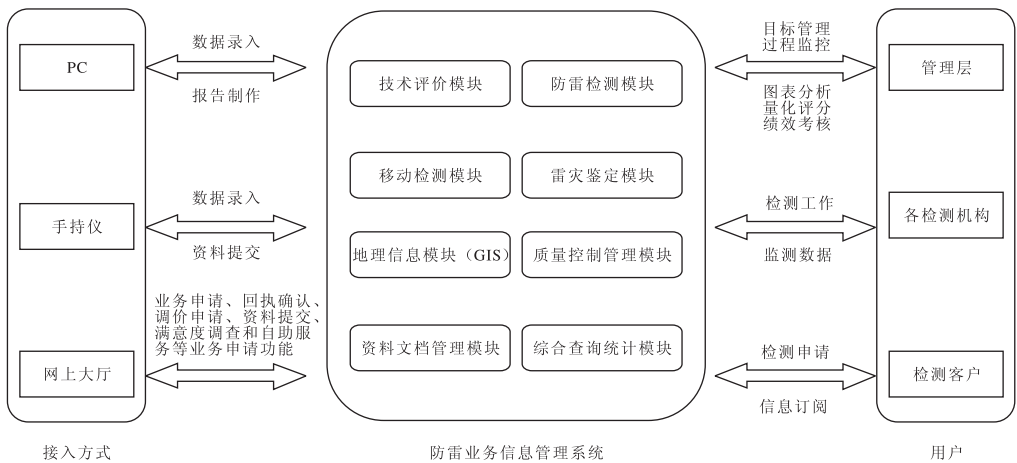 PC
手持仪
网上大厅
接入方式
数据录入
报告制作
数据录入
资料提交
业务申请、回执确认、
调价申请、资料提交、
满意度调查和自助服
务等业务申请功能
技术评价模块
防雷检测模块
移动检测模块
雷灾鉴定模块
地理信息模块（GIS）
质量控制管理模块
资料文档管理模块
综合查询统计模块
防雷业务信息管理系统
目标管理
过程监控
图表分析
量化评分
绩效考核
检测工作
监测数据
检测申请
信息订阅
管理层
各检测机构
检测客户
用户